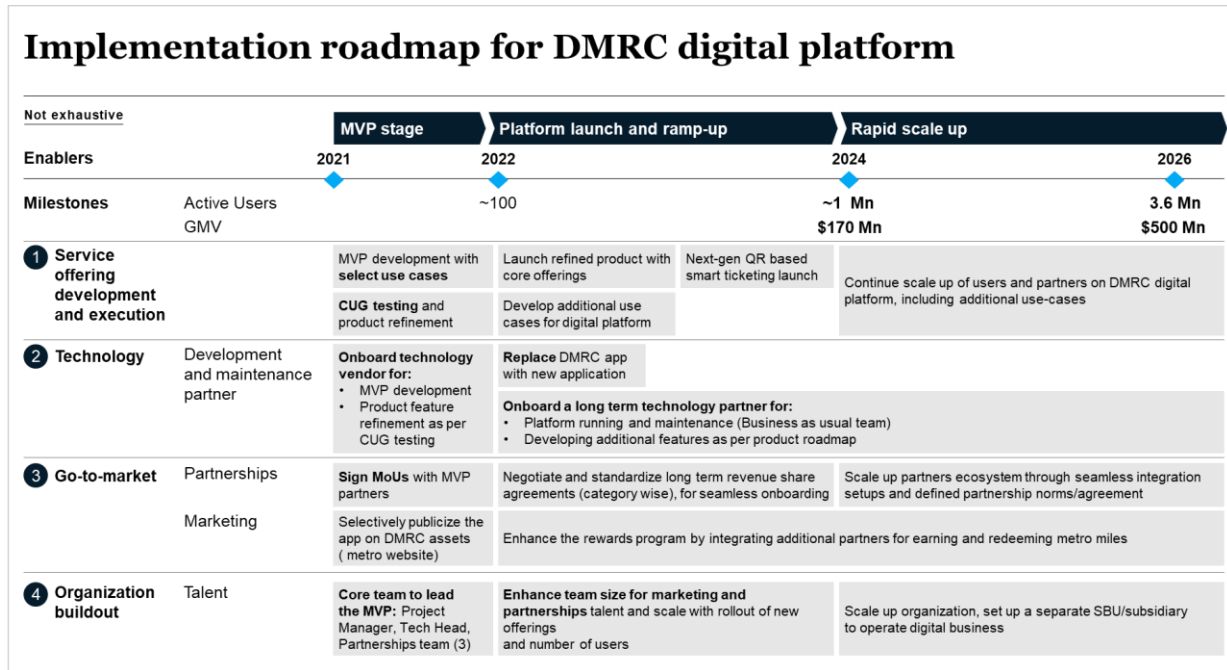 Implementation roadmap for DMRC digital platform
Not exhaustive
MVP stage
Platform launch and ramp-up
Rapid scale up
Enablers
2021
2022
2024
2026
Milestones
Active Users
~100
~1 Mn
3.6 Mn
GMV
$170 Mn
$500 Mn
1
Service
offering
development
and execution
MVP development with
select use cases
CUG testing and
product refinement
Launch refined product with
core offerings
Develop additional use
cases for digital platform
Next-gen QR based
smart ticketing launch
Continue scale up of users and partners on DMRC digital
platform, including additional use-cases
2
Technology
Development
and maintenance
partner
Onboard technology
vendor for:
• MVP development
• Product feature
refinement as per
CUG testing
Replace DMRC app
with new application
Onboard a long term technology partner for:
• Platform running and maintenance (Business as usual team)
• Developing additional features as per product roadmap
3
Go-to-market
Partnerships
Sign MoUs with MVP
partners
Negotiate and standardize long term revenue share
agreements (category wise), for seamless onboarding
Scale up partners ecosystem through seamless integration
setups and defined partnership norms/agreement
Marketing
Selectively publicize the
app on DMRC assets
( metro website)
Enhance the rewards program by integrating additional partners for earning and redeeming metro miles
4
Organization
buildout
Talent
Core team to lead
the MVP: Project
Manager, Tech Head,
Partnerships team (3)
Enhance team size for marketing and
partnerships talent and scale with rollout of new
offerings
and number of users
Scale up organization, set up a separate SBU/subsidiary
to operate digital business